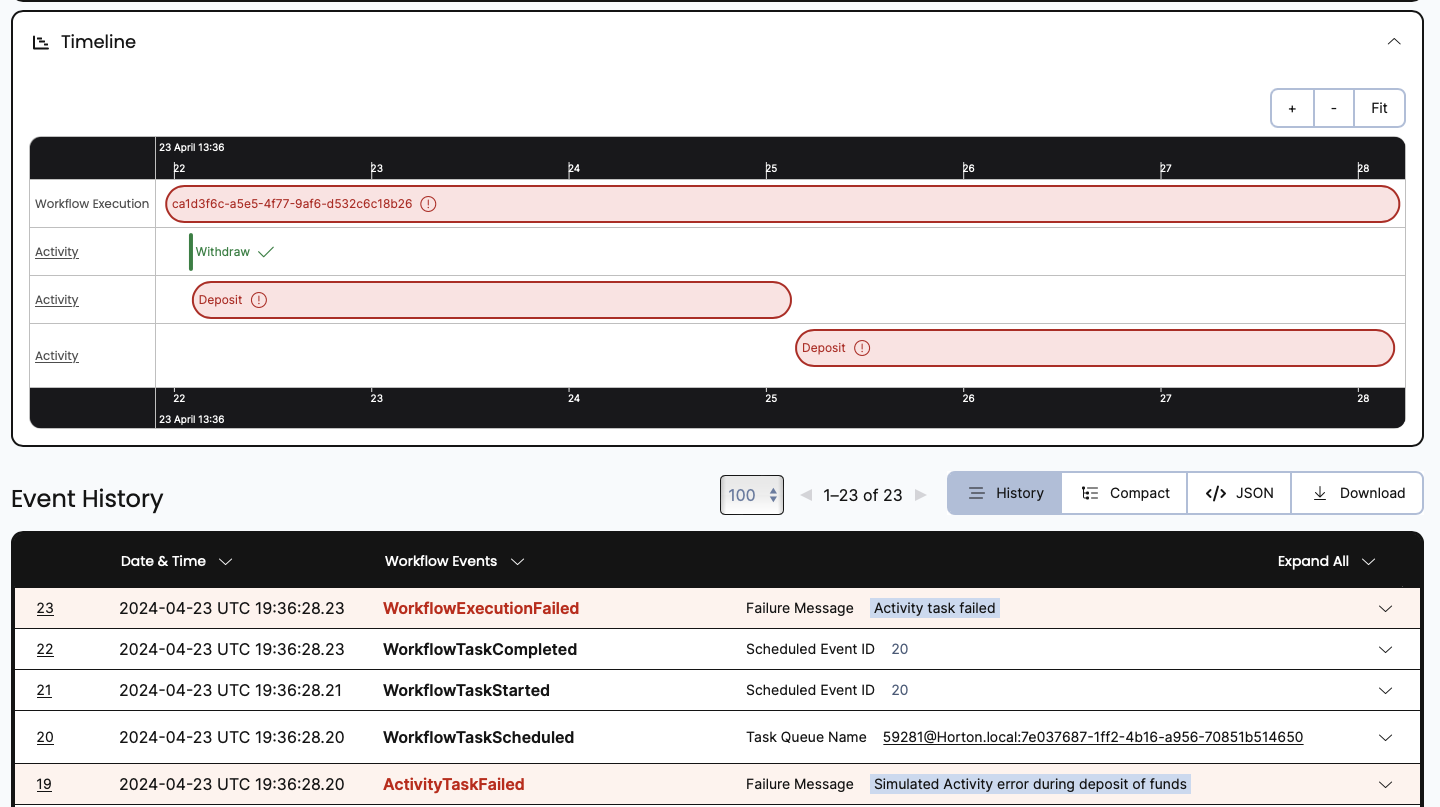 Timeline
+ - Fit
23 April 13:36
22 23 24 25 26 27 28
Workflow Execution ca1d3f6c-a5e5-4f77-9af6-d532c6c18b26
Activity Withdraw
Activity Deposit
Activity Deposit
22 23 24 25 26 27 28
23 April 13:36
Event History 100 1–23 of 23 History Compact </> JSON Download
Date & Time Workflow Events Expand All
23 2024-04-23 UTC 19:36:28.23 WorkflowExecutionFailed Failure Message Activity task failed
22 2024-04-23 UTC 19:36:28.23 WorkflowTaskCompleted Scheduled Event ID 20
21 2024-04-23 UTC 19:36:28.21 WorkflowTaskStarted Scheduled Event ID 20
20 2024-04-23 UTC 19:36:28.20 WorkflowTaskScheduled Task Queue Name 59281@Horton.local:7e037687-1ff2-4b16-a956-70851b514650
19 2024-04-23 UTC 19:36:28.20 ActivityTaskFailed Failure Message Simulated Activity error during deposit of funds